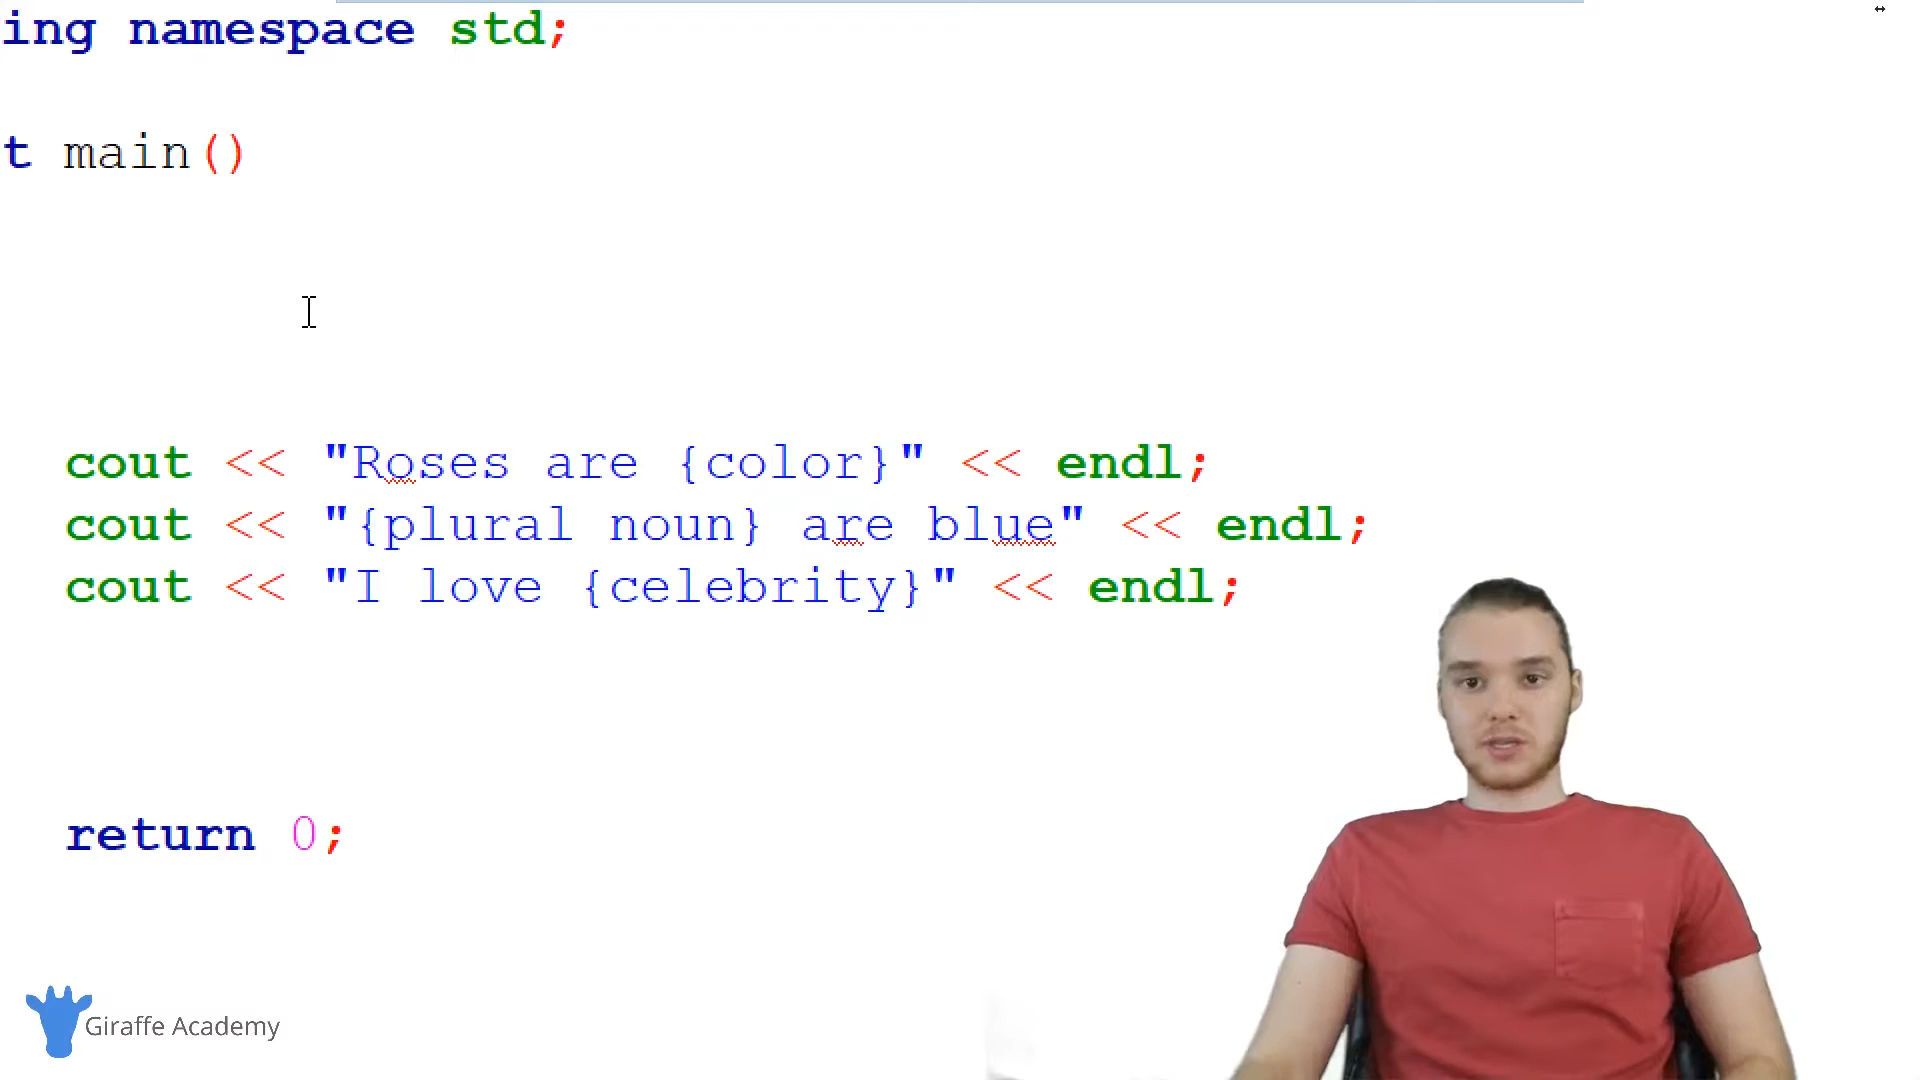 ing namespace std;
t main()
cout << "Roses are {color}" << endl;
cout << "{plural noun} are blue" << endl;
cout << "I love {celebrity}" << endl;
return 0;
Giraffe Academy